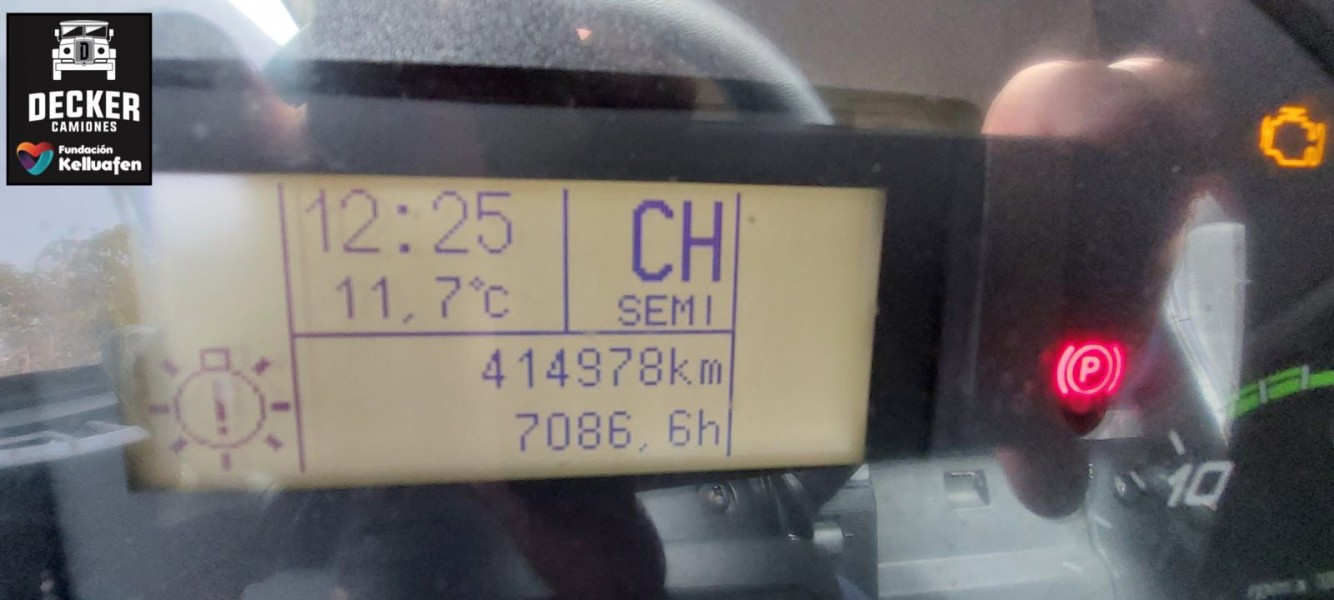 DECKER
CAMIONES
Fundación
Kelluafen
12:25
CH
11,7°C
SEMI
414978km
7086,6h
P
10